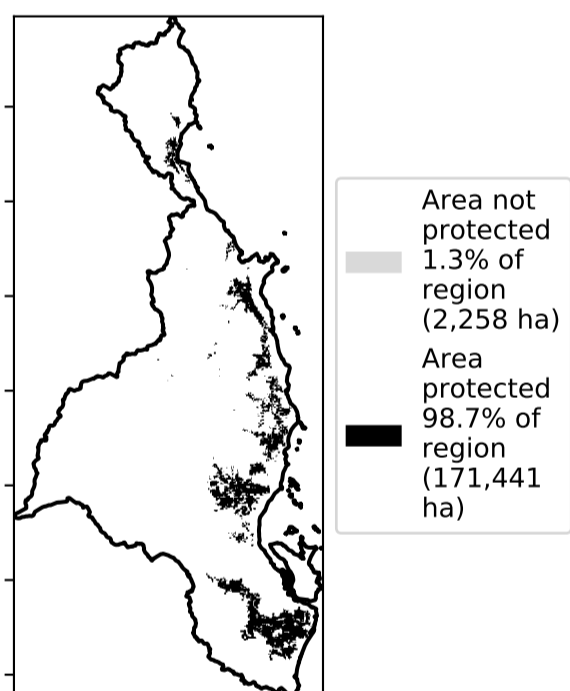 Area not
protected
1.3% of
region
(2,258 ha)
Area
protected
98.7% of
region
(171,441
ha)